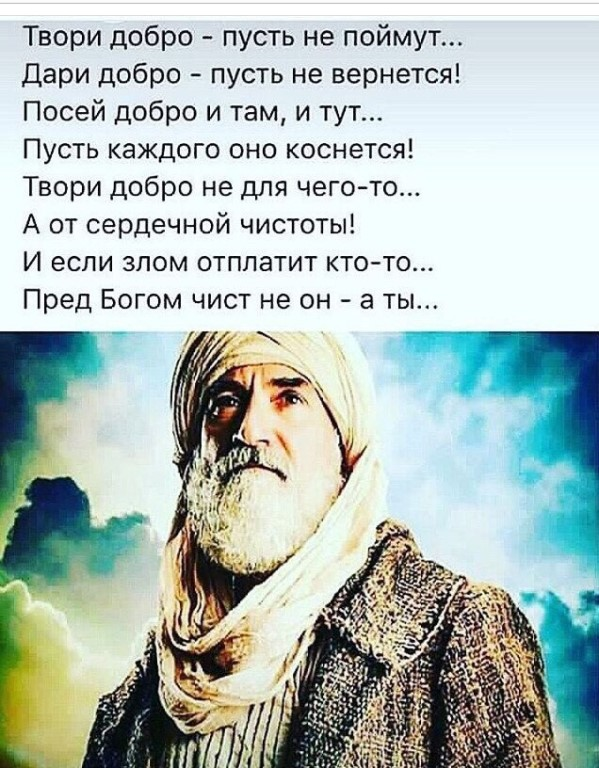 Твори добро - пусть не поймут...
Дари добро - пусть не вернется!
Посей добро и там, и тут...
Пусть каждого оно коснется!
Твори добро не для чего-то...
А от сердечной чистоты!
И если злом отплатит кто-то...
Пред Богом чист не он - а ты...